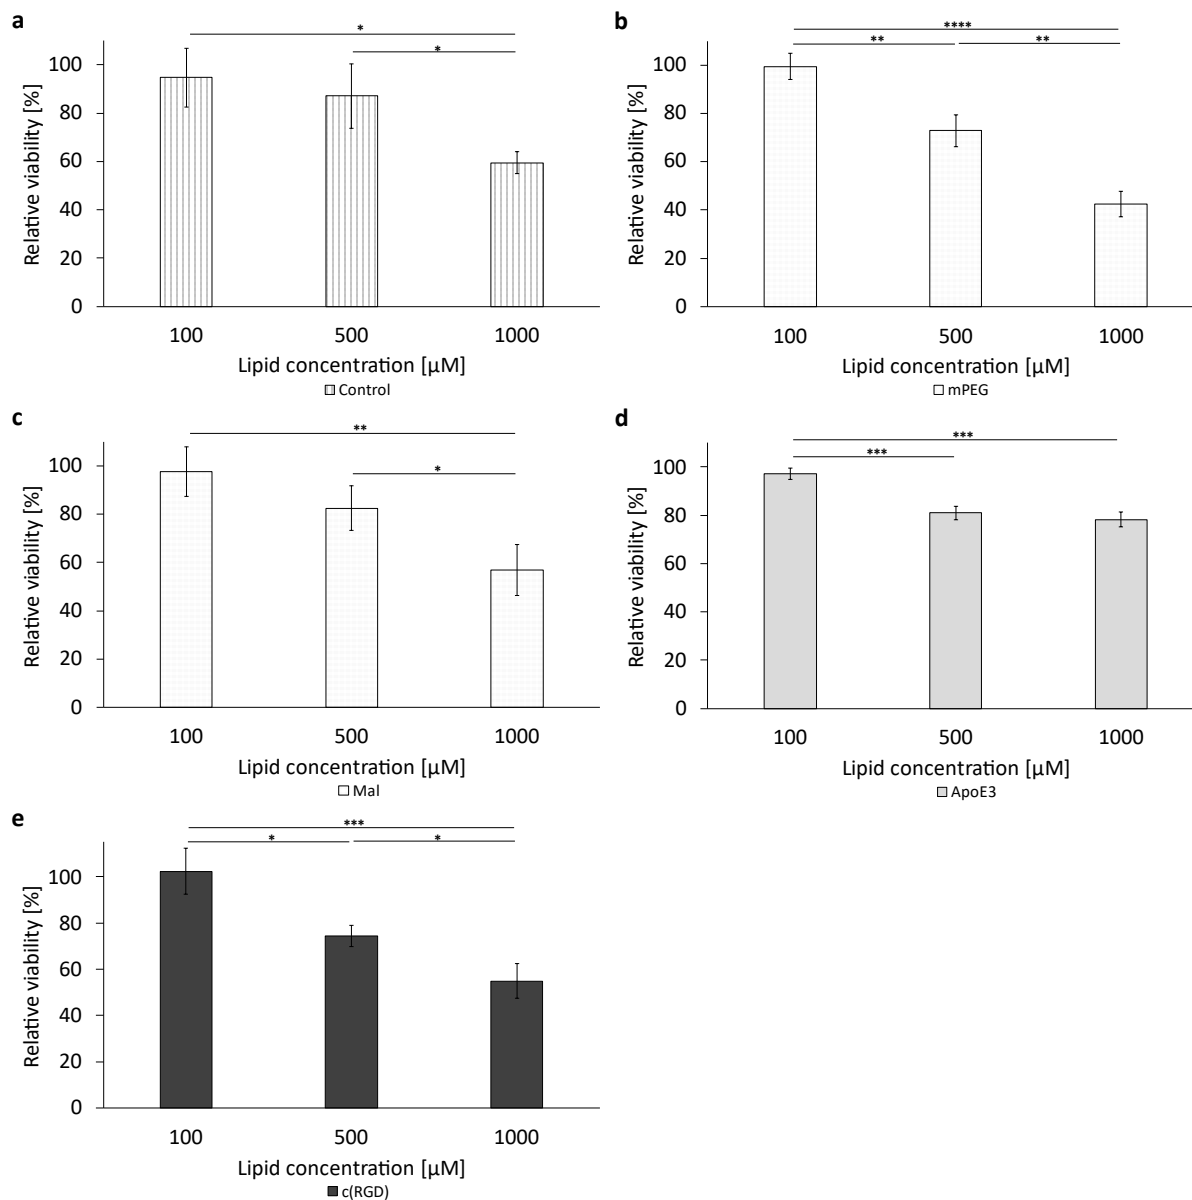 a
*
*
100
80
60
40
20
0
Relative viability [%]
100 500 1000
Lipid concentration [µM]
Control
b
****
** **
100
80
60
40
20
0
Relative viability [%]
100 500 1000
Lipid concentration [µM]
mPEG
c
**
*
100
80
60
40
20
0
Relative viability [%]
100 500 1000
Lipid concentration [µM]
Mal
d
***
***
100
80
60
40
20
0
Relative viability [%]
100 500 1000
Lipid concentration [µM]
ApoE3
e
***
* *
100
80
60
40
20
0
Relative viability [%]
100 500 1000
Lipid concentration [µM]
c(RGD)